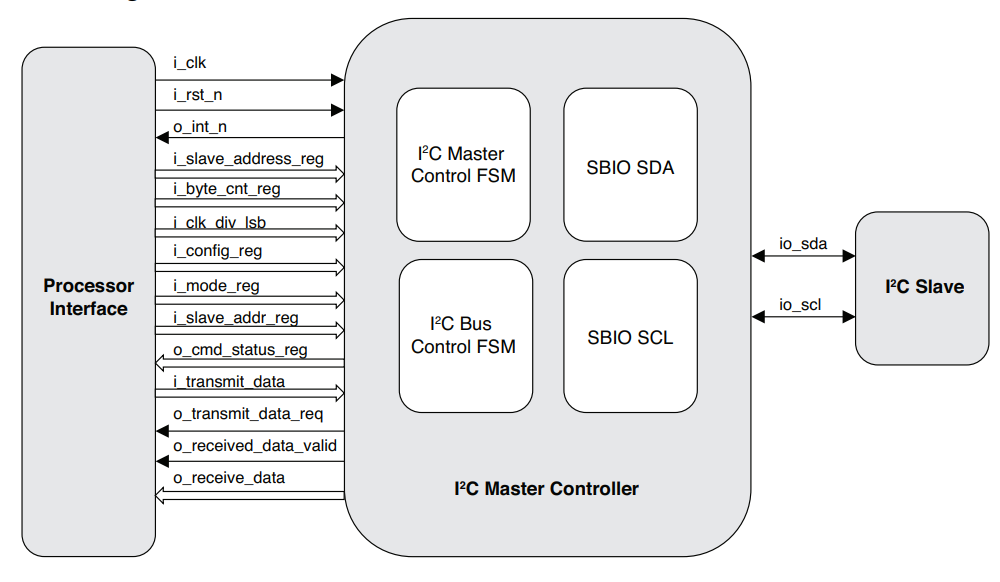 i_clk
i_rst_n
o_int_n
i_slave_address_reg
i_byte_cnt_reg
i_clk_div_lsb
i_config_reg
i_mode_reg
i_slave_addr_reg
o_cmd_status_reg
i_transmit_data
o_transmit_data_req
o_received_data_valid
o_receive_data
Processor
Interface
I²C Master
Control FSM
SBIO SDA
I²C Bus
Control FSM
SBIO SCL
I²C Master Controller
io_sda
io_scl
I²C Slave